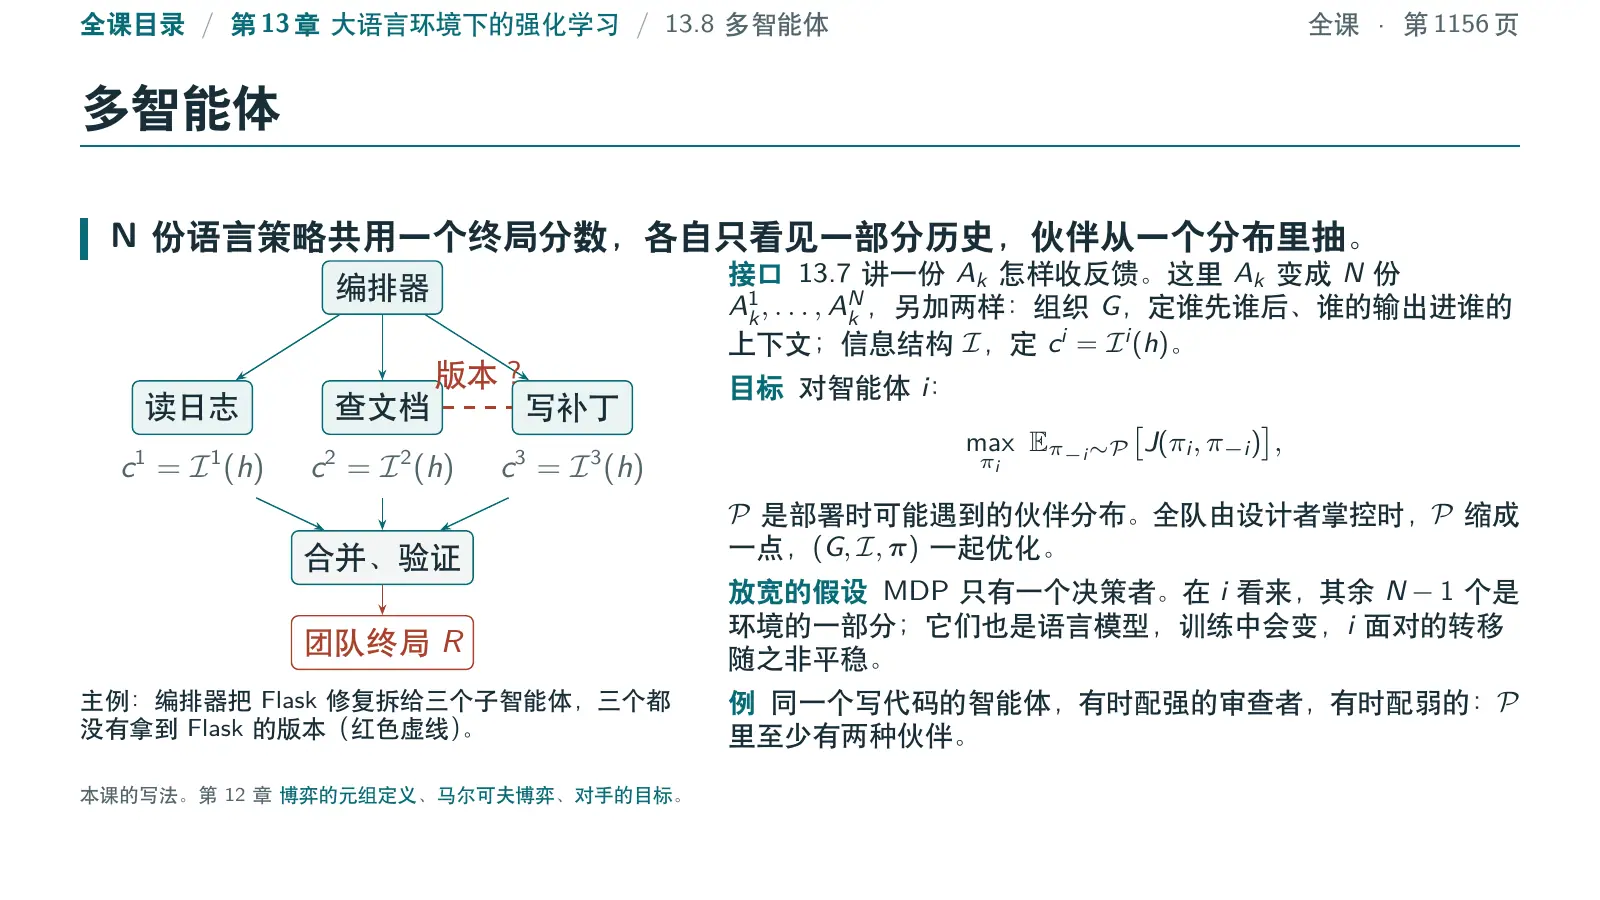 全课目录 / 第 13 章 大语言环境下的强化学习 / 13.8 多智能体
全课 · 第 1156 页
多智能体
N 份语言策略共用一个终局分数，各自只看见一部分历史，伙伴从一个分布里抽。
编排器
版本？
读日志
查文档
写补丁
c¹ = ℐ¹(h)
c² = ℐ²(h)
c³ = ℐ³(h)
合并、验证
团队终局 R
主例：编排器把 Flask 修复拆给三个子智能体，三个都
没有拿到 Flask 的版本（红色虚线）。
接口 13.7 讲一份 A_k 怎样收反馈。这里 A_k 变成 N 份
A_k^1, . . . , A_k^N，另加两样：组织 G，定谁先谁后、谁的输出进谁的
上下文；信息结构 ℐ，定 c^i = ℐ^i(h)。
目标 对智能体 i：
max_{π_i} 𝔼_{π_{−i}∼𝒫} [J(π_i, π_{−i})],
𝒫 是部署时可能遇到的伙伴分布。全队由设计者掌控时，𝒫 缩成
一点，(G, ℐ, π) 一起优化。
放宽的假设 MDP 只有一个决策者。在 i 看来，其余 N − 1 个是
环境的一部分；它们也是语言模型，训练中会变，i 面对的转移
随之非平稳。
例 同一个写代码的智能体，有时配强的审查者，有时配弱的：𝒫
里至少有两种伙伴。
本课的写法。第 12 章 博弈的元组定义、马尔可夫博弈、对手的目标。